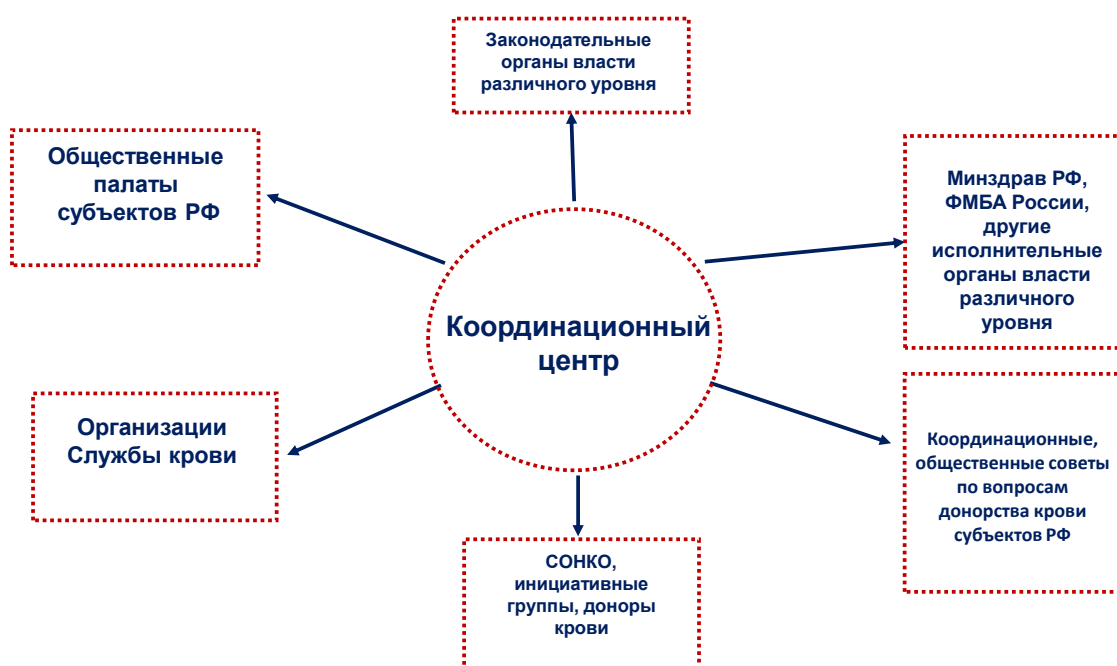 Законодательные
органы власти
различного уровня
Общественные
палаты
субъектов РФ
Минздрав РФ,
ФМБА России,
другие
исполнительные
органы власти
различного
уровня
Координационный
центр
Организации
Службы крови
Координационные,
общественные советы
по вопросам
донорства крови
субъектов РФ
СОНКО,
инициативные
группы, доноры
крови